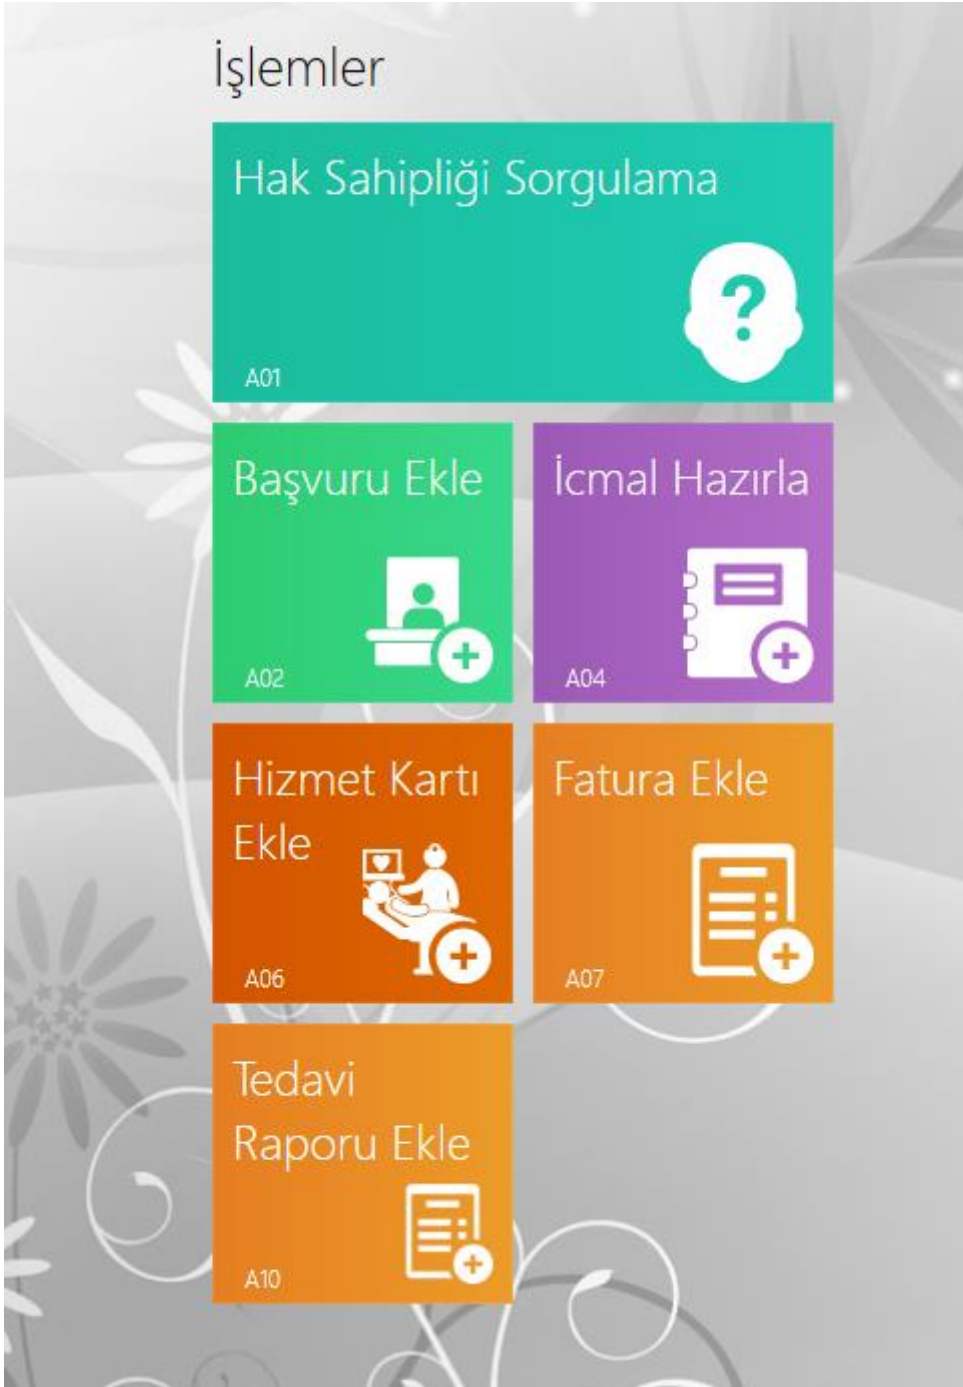 İşlemler
Hak Sahipliği Sorgulama
?
A01
Başvuru Ekle
A02
İcmal Hazırla
A04
Hizmet Kartı
Ekle
A06
Fatura Ekle
A07
Tedavi
Raporu Ekle
A10